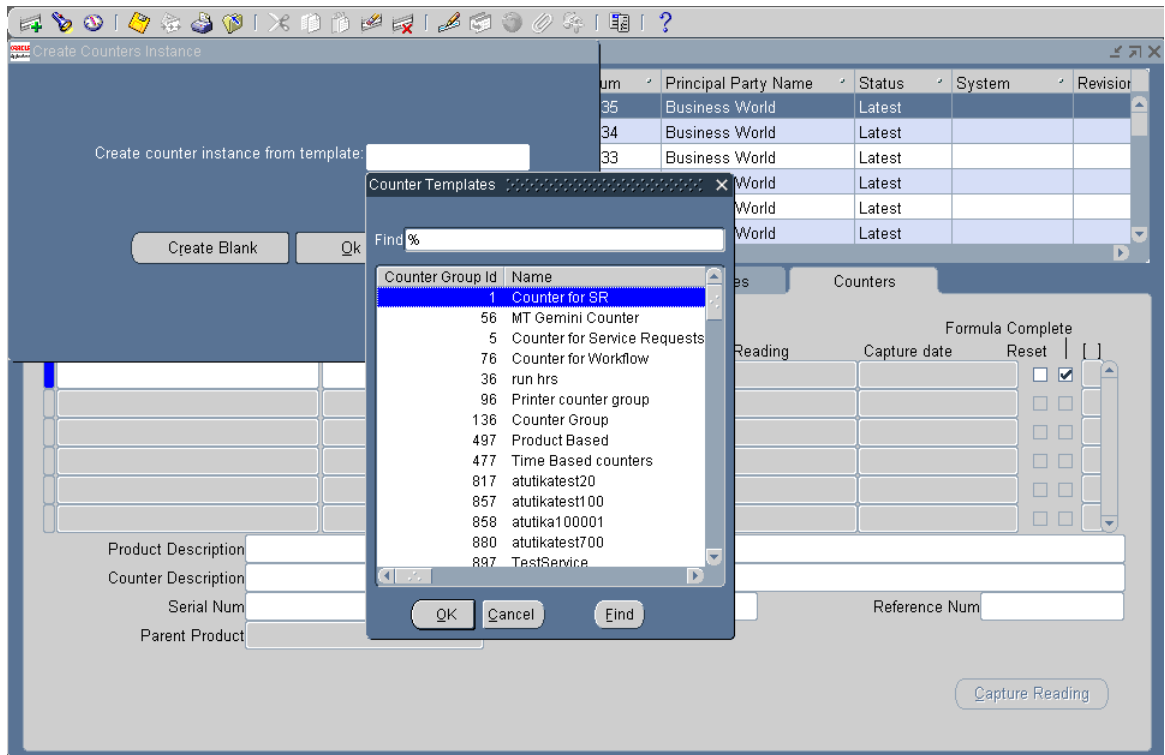 Create Counters Instance
um Principal Party Name Status System Revision
35 Business World Latest
34 Business World Latest
33 Business World Latest
World Latest
World Latest
World Latest
Create counter instance from template:
Create Blank Ok
Counter Templates
Find %
Counter Group Id Name
1 Counter for SR
56 MT Gemini Counter
5 Counter for Service Requests
76 Counter for Workflow
36 run hrs
96 Printer counter group
136 Counter Group
497 Product Based
477 Time Based counters
817 atutikatest20
857 atutikatest100
858 atutika100001
880 atutikatest700
897 TestService
OK Cancel Find
es Counters
Formula Complete
Reading Capture date Reset [ ]
Product Description
Counter Description
Serial Num Reference Num
Parent Product
Capture Reading